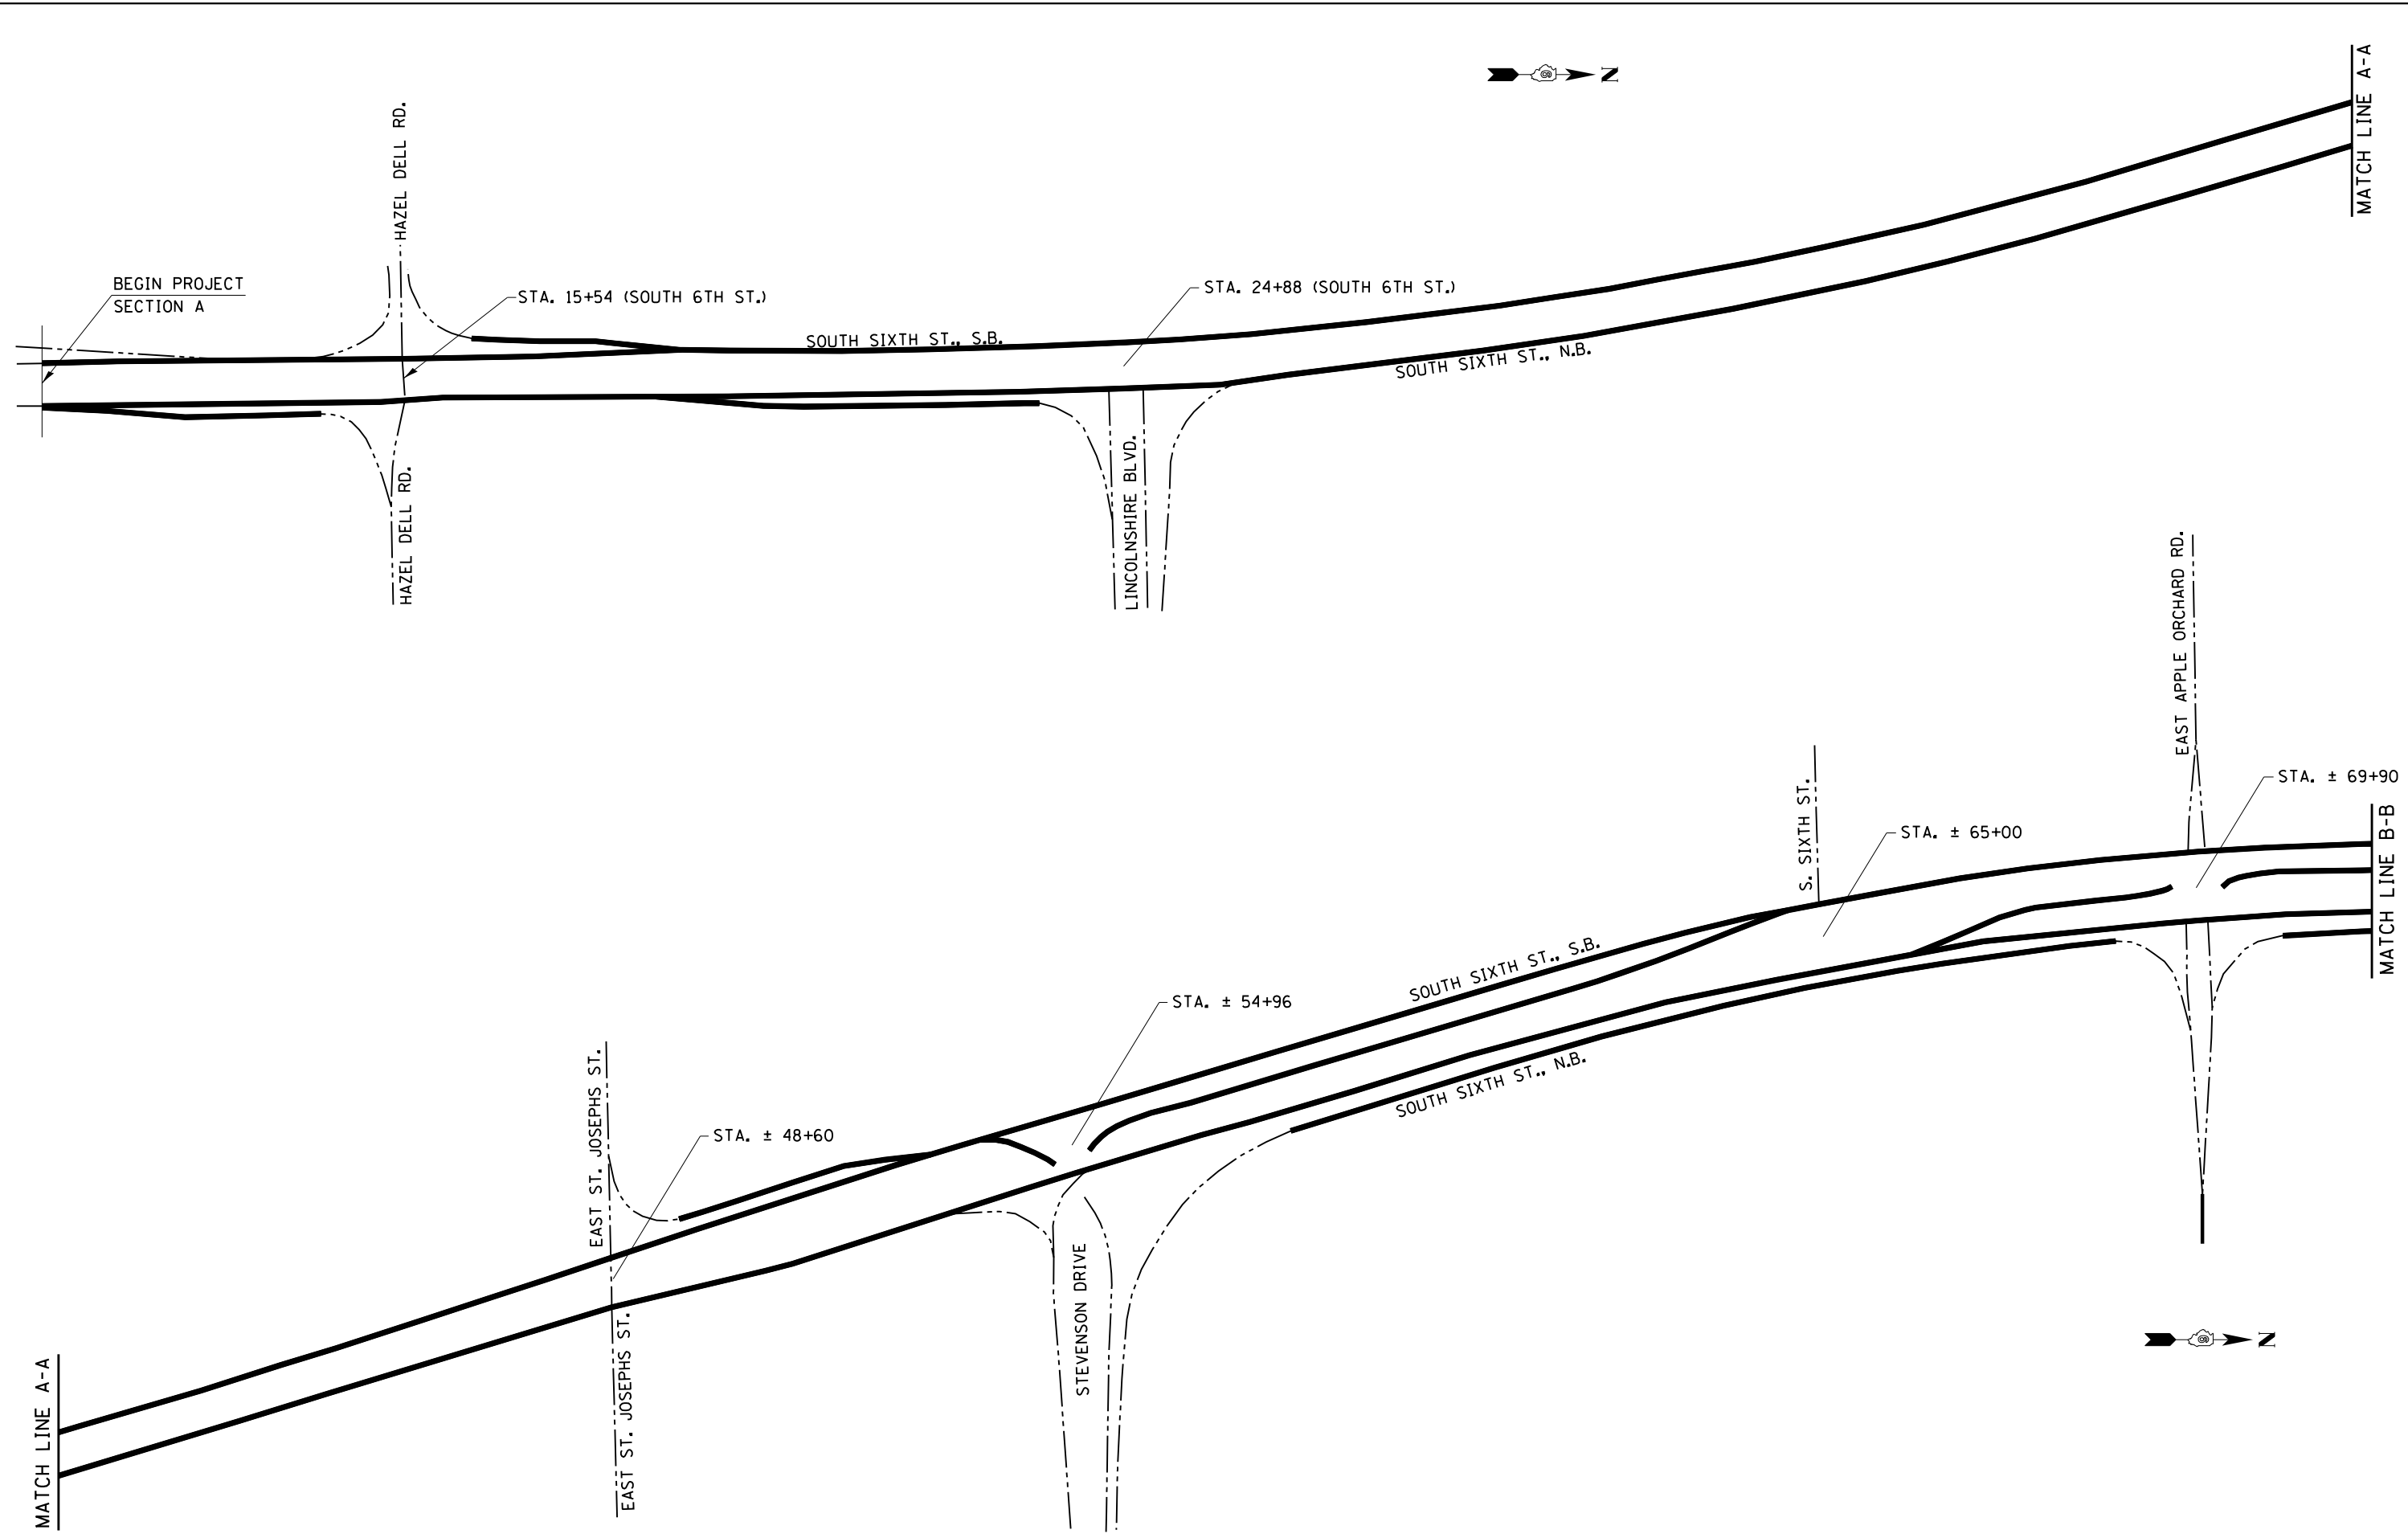 N
MATCH LINE A-A
HAZEL DELL RD.
BEGIN PROJECT
SECTION A
STA. 15+54 (SOUTH 6TH ST.)
STA. 24+88 (SOUTH 6TH ST.)
SOUTH SIXTH ST., S.B.
SOUTH SIXTH ST., N.B.
HAZEL DELL RD.
LINCOLNSHIRE BLVD.
EAST APPLE ORCHARD RD.
STA. ± 69+90
S. SIXTH ST.
STA. ± 65+00
MATCH LINE B-B
SOUTH SIXTH ST., S.B.
STA. ± 54+96
EAST ST. JOSEPHS ST.
STA. ± 48+60
SOUTH SIXTH ST., N.B.
STEVENSON DRIVE
EAST ST. JOSEPHS ST.
MATCH LINE A-A
N